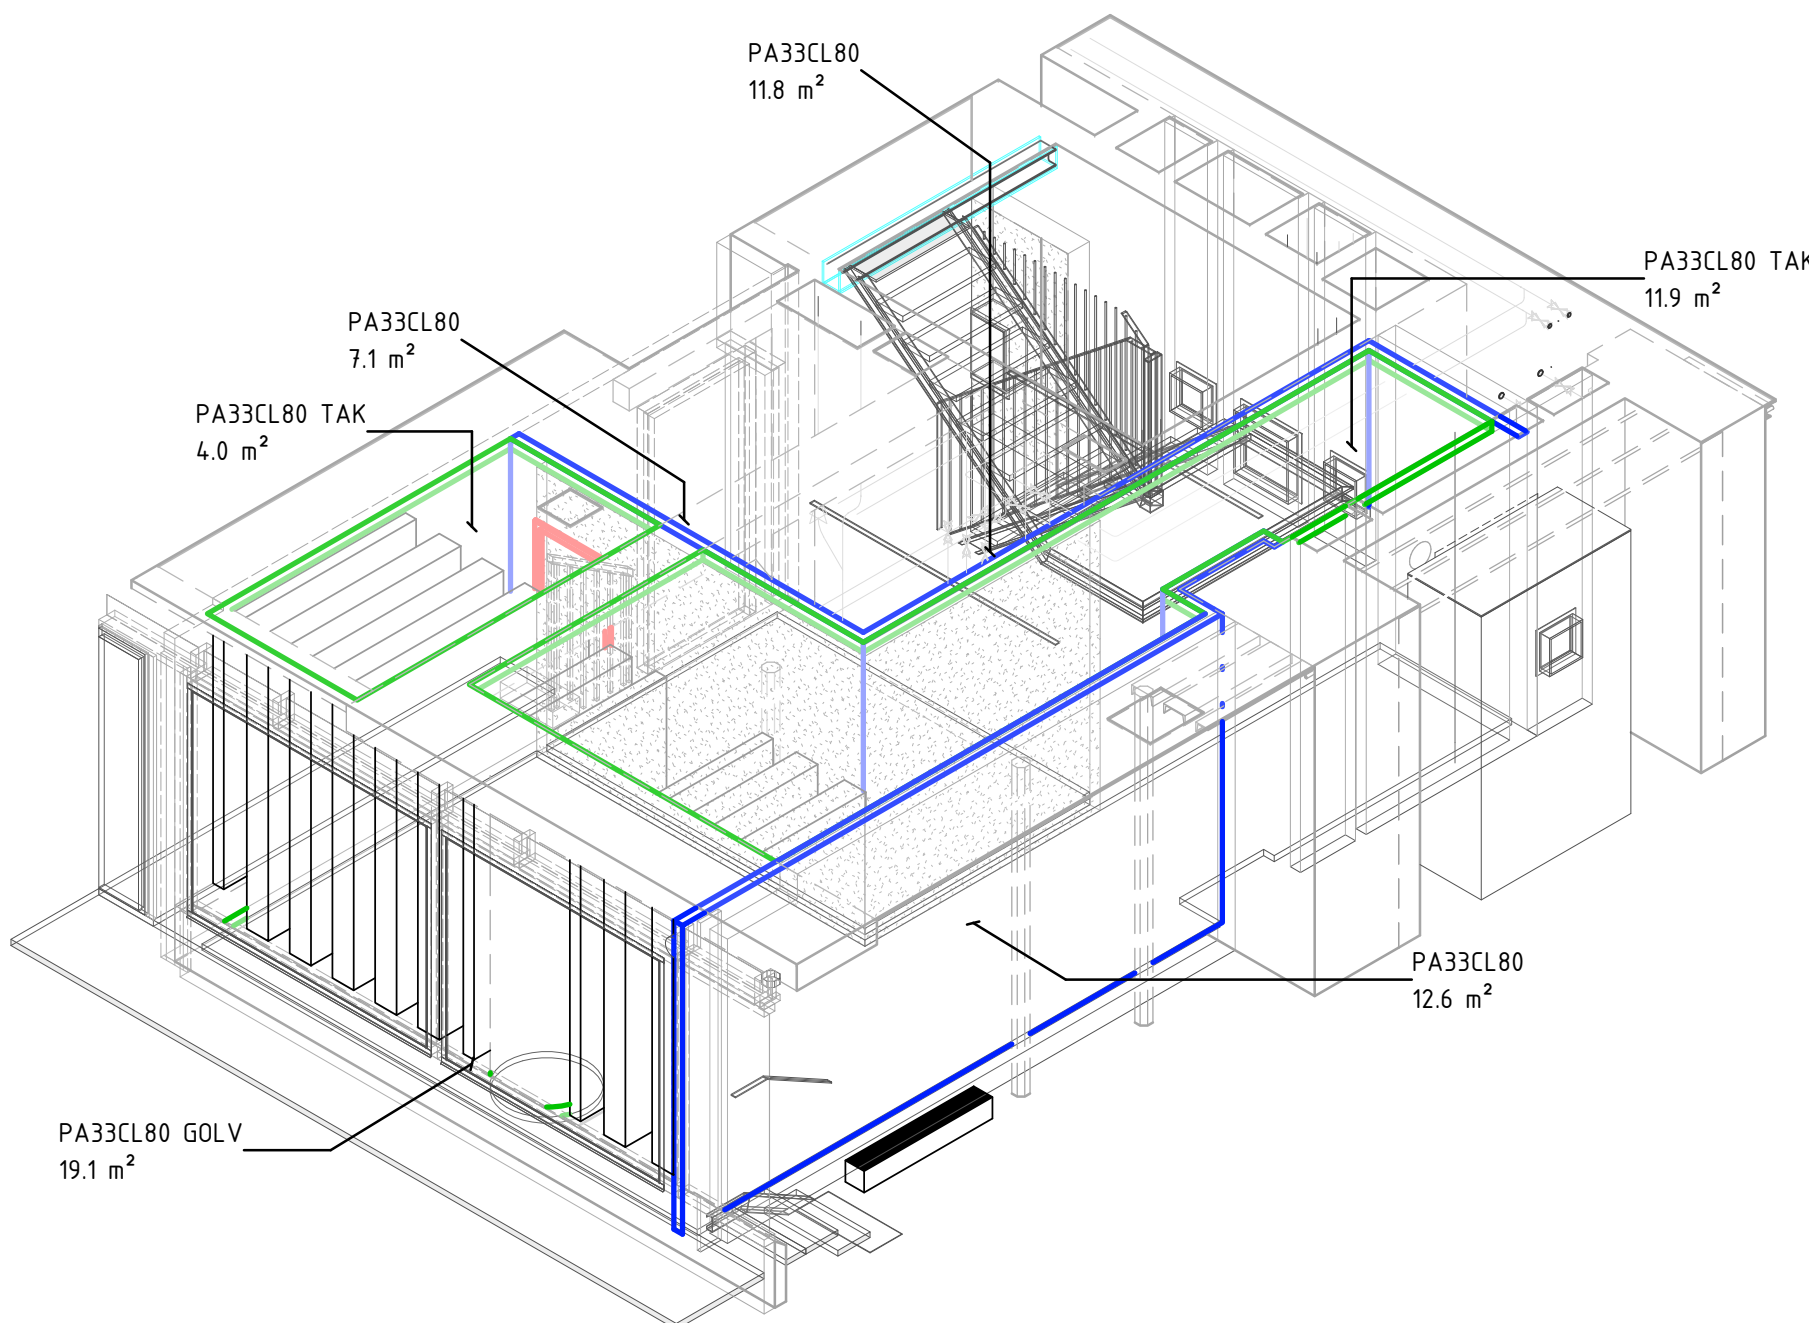 PA33CL80
11.8 m²
PA33CL80 TAK
11.9 m²
PA33CL80
7.1 m²
PA33CL80 TAK
4.0 m²
PA33CL80
12.6 m²
PA33CL80 GOLV
19.1 m²